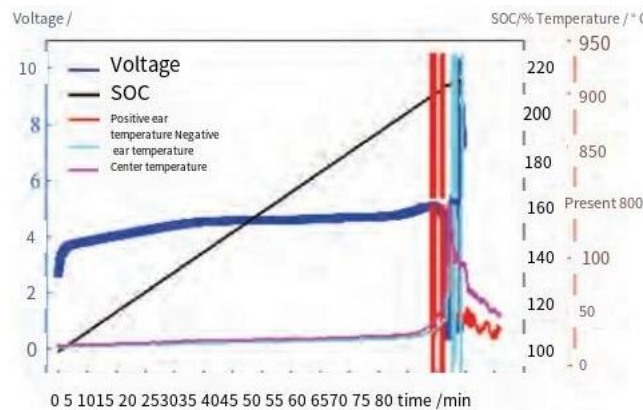 Voltage /
SOC/% Temperature / ° C
10
8
6
4
2
0
Voltage
SOC
Positive ear
temperature Negative
ear temperature
Center temperature
220
200
180
160
140
120
100
950
900
850
Present 800
100
50
0
0 5 1015 20 253035 4045 50 55 60 6570 75 80 time /min